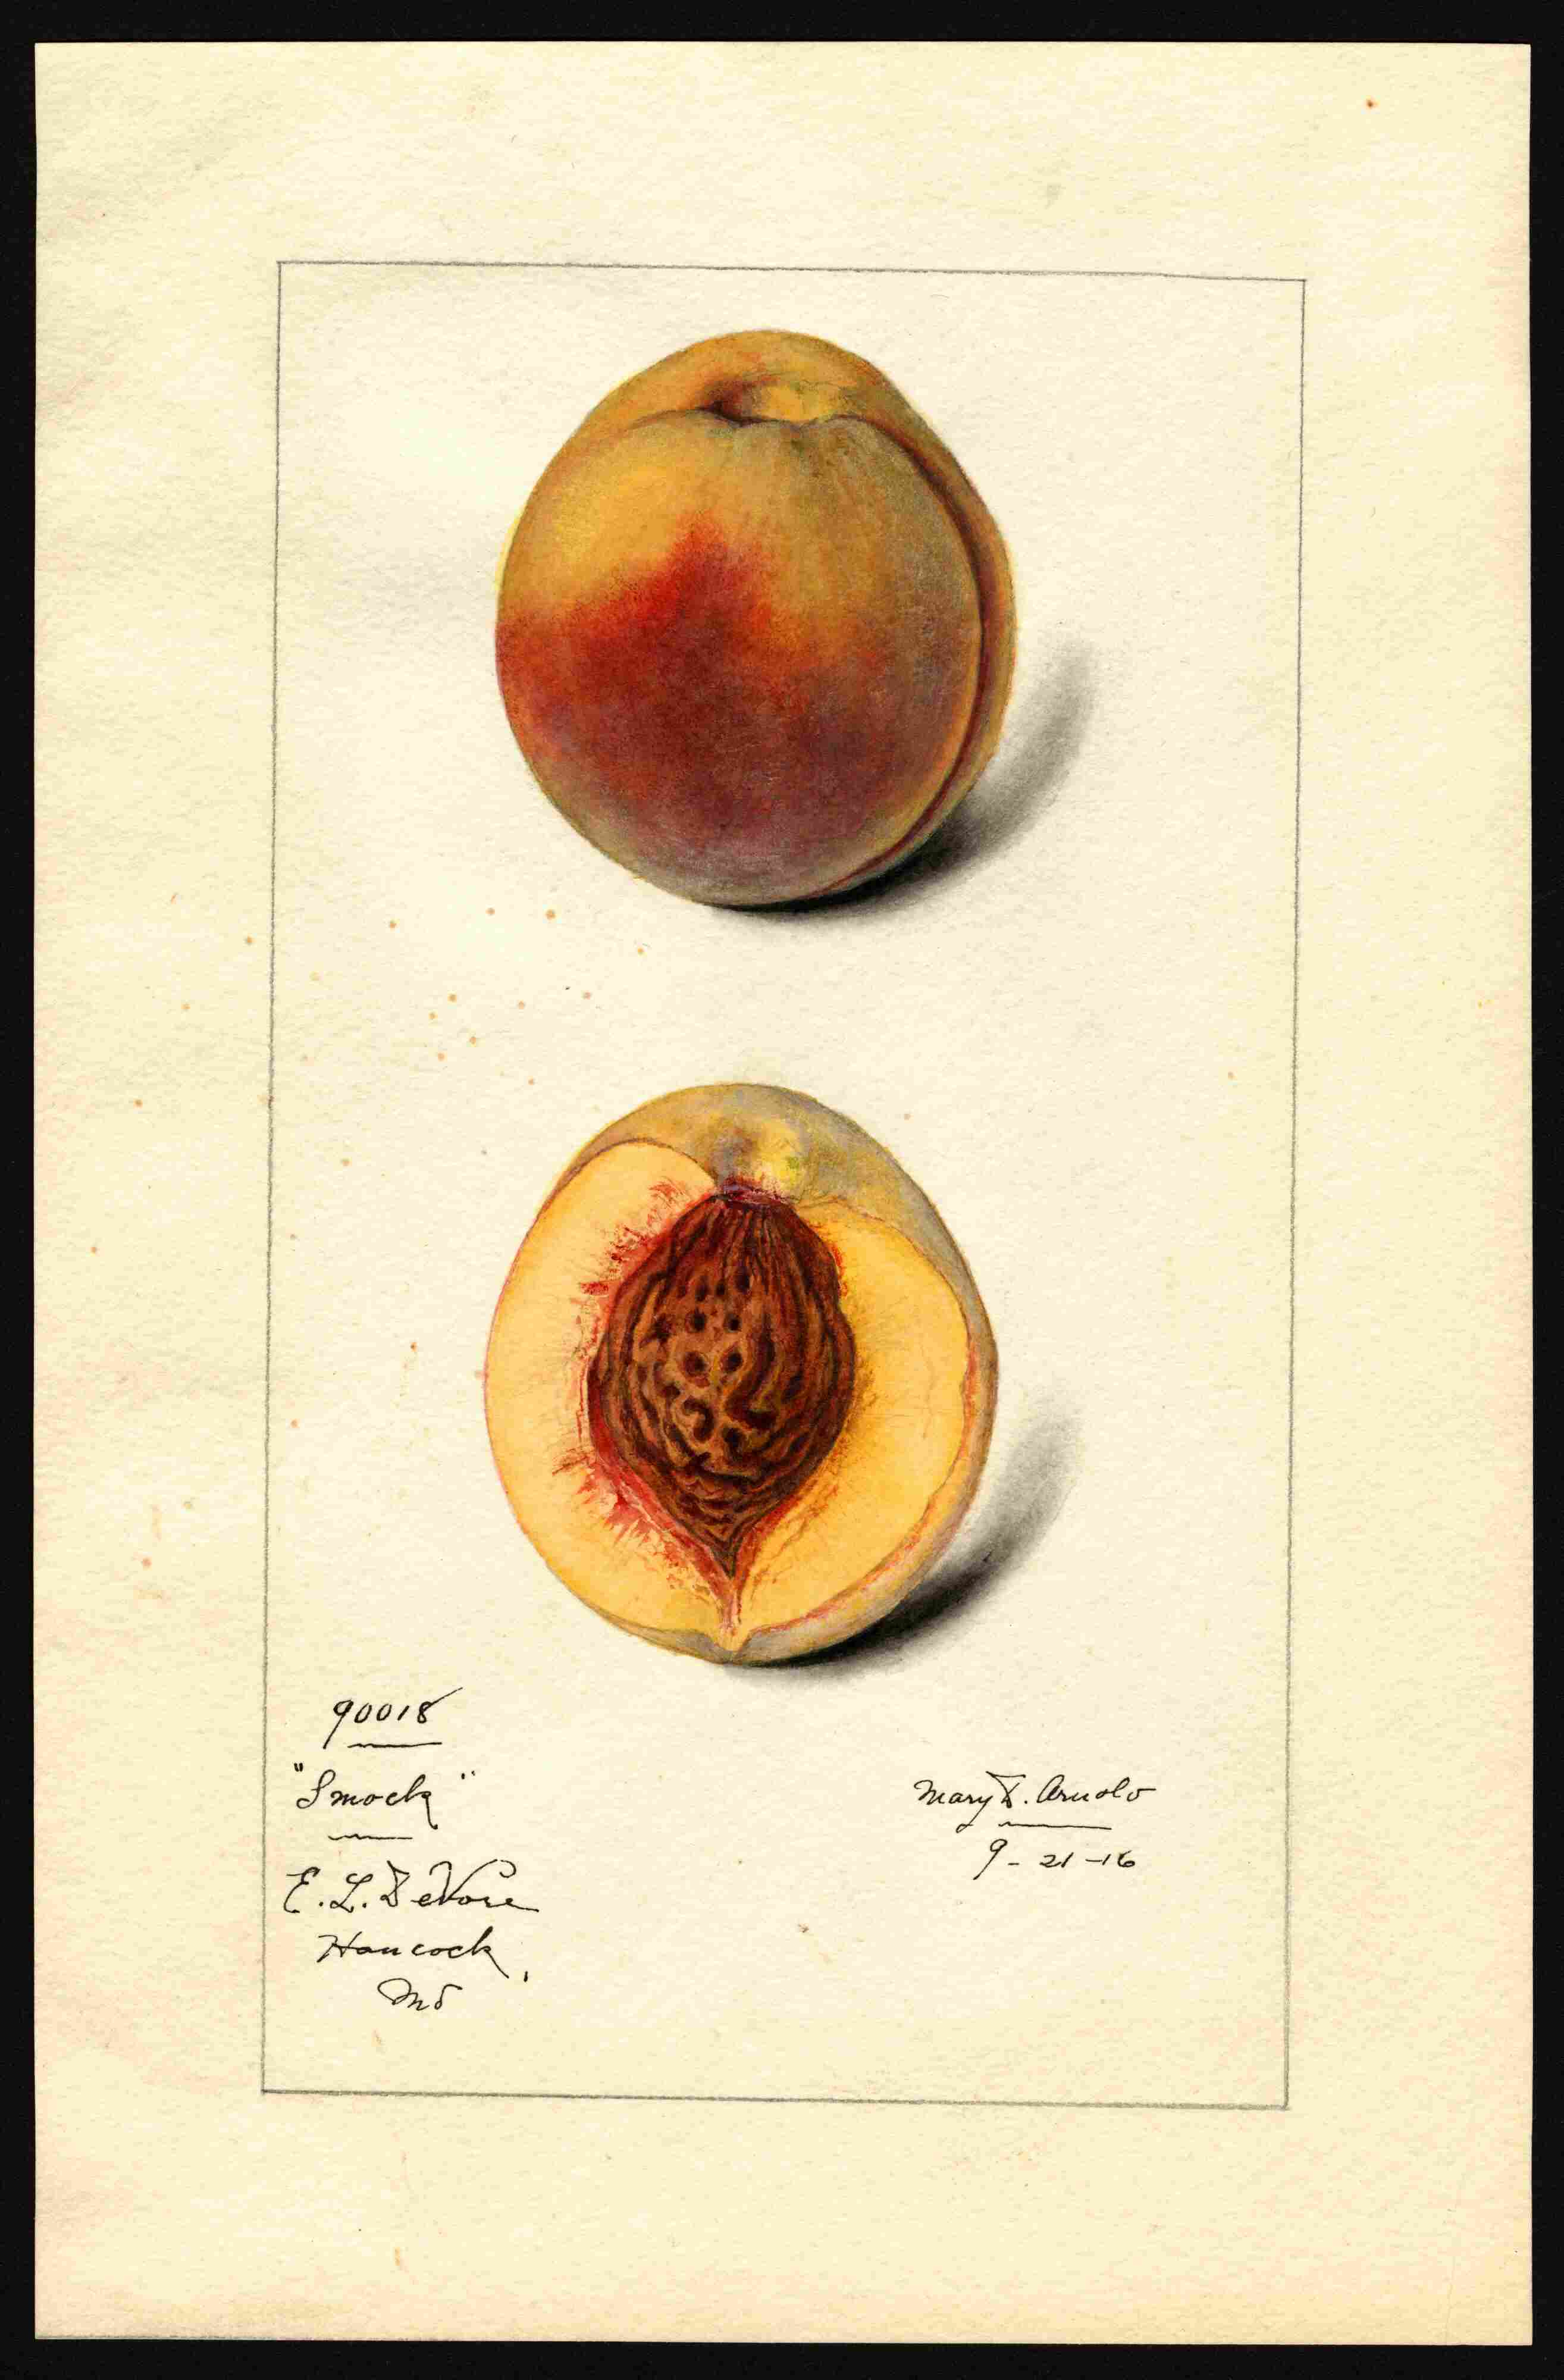 90018
"Smock"
E. L. DeVore
Hancock,
Md
Mary D. Arnold
9-21-16